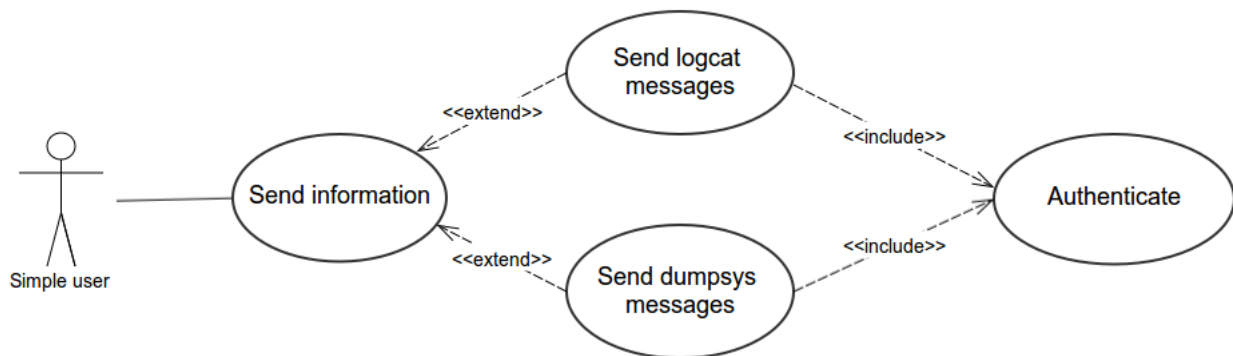 Send logcat
messages
<<extend>>
<<include>>
Send information
Authenticate
Simple user
<<extend>>
<<include>>
Send dumpsys
messages